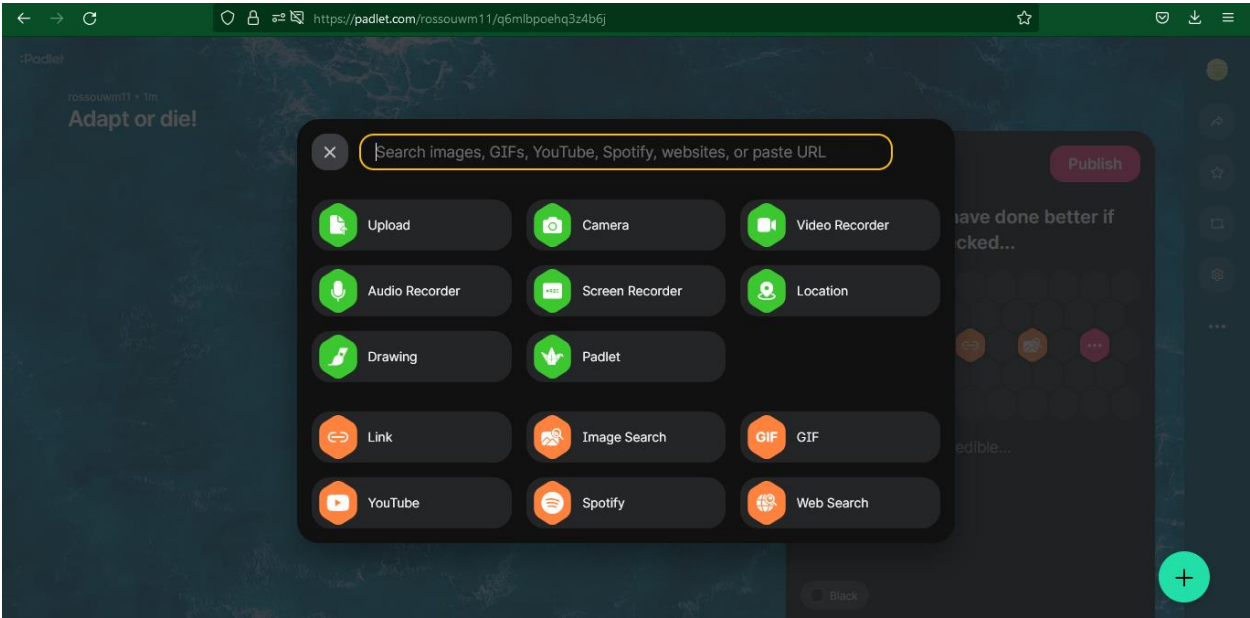 https://padlet.com/rossouwm11/q6mlbpoehq3z4b6j
:Padlet
rossouwm11 • 1m
Adapt or die!
Search images, GIFs, YouTube, Spotify, websites, or paste URL
Publish
Upload
Camera
Video Recorder
have done better if
cked...
Audio Recorder
Screen Recorder
Location
Drawing
Padlet
Link
Image Search
GIF
GIF
edible...
YouTube
Spotify
Web Search
Black